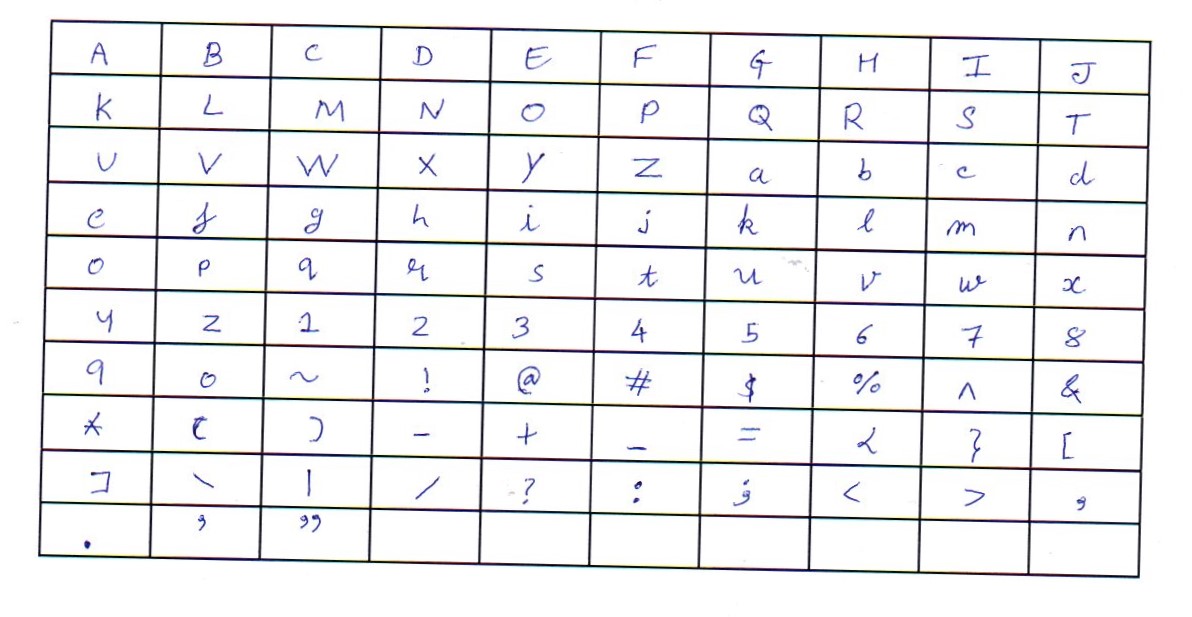 A B C D E F G H I J
K L M N O P Q R S T
U V W X Y Z a b c d
e f g h i j k l m n
o p q r s t u v w x
y z 1 2 3 4 5 6 7 8
9 0 ~ ! @ # $ % ^ &
* ( ) - + _ = { } [
] \ | / ? : ; < > ,
. ' "